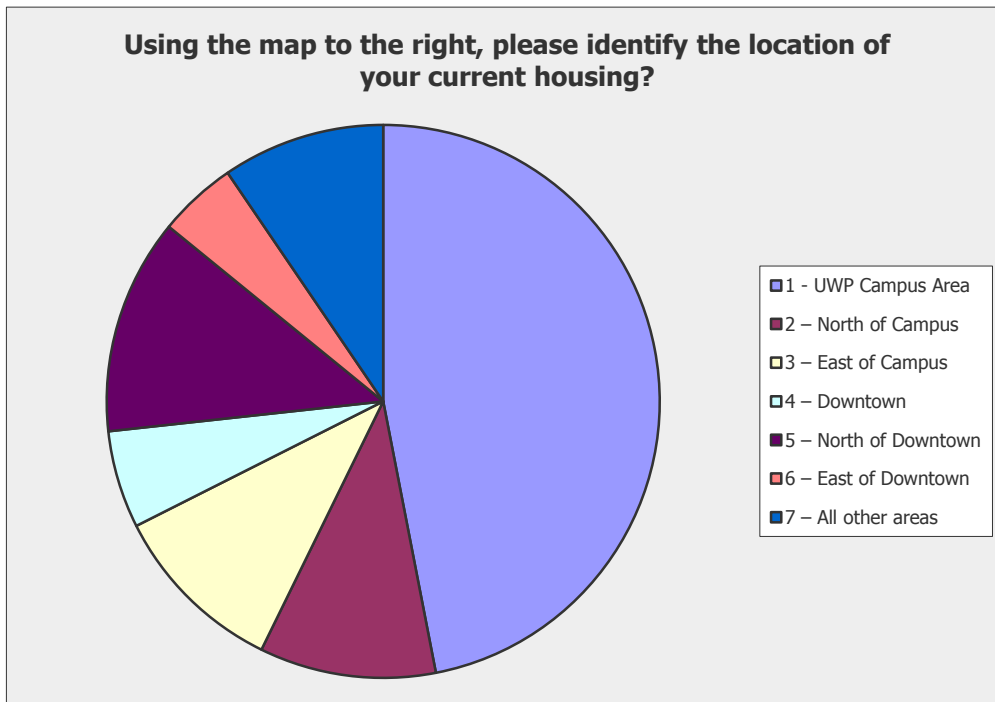 Using the map to the right, please identify the location of
your current housing?
1 - UWP Campus Area
2 – North of Campus
3 – East of Campus
4 – Downtown
5 – North of Downtown
6 – East of Downtown
7 – All other areas